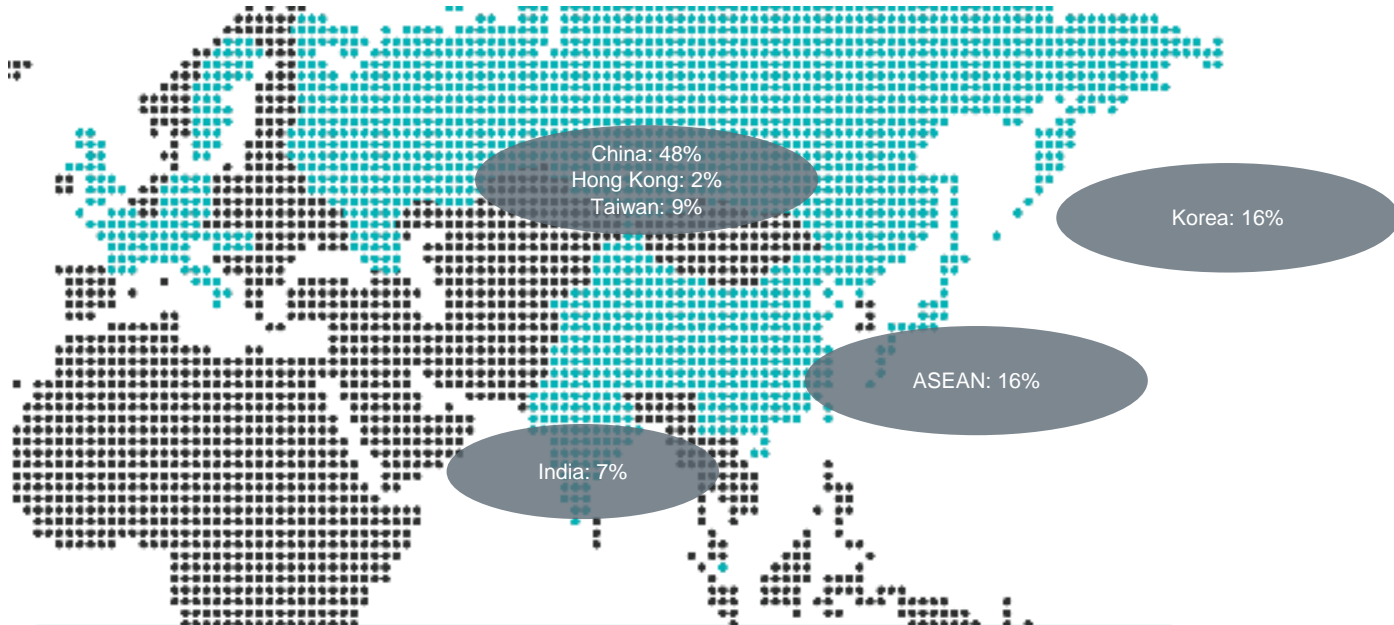 China: 48%
Hong Kong: 2%
Taiwan: 9%
Korea: 16%
ASEAN: 16%
India: 7%